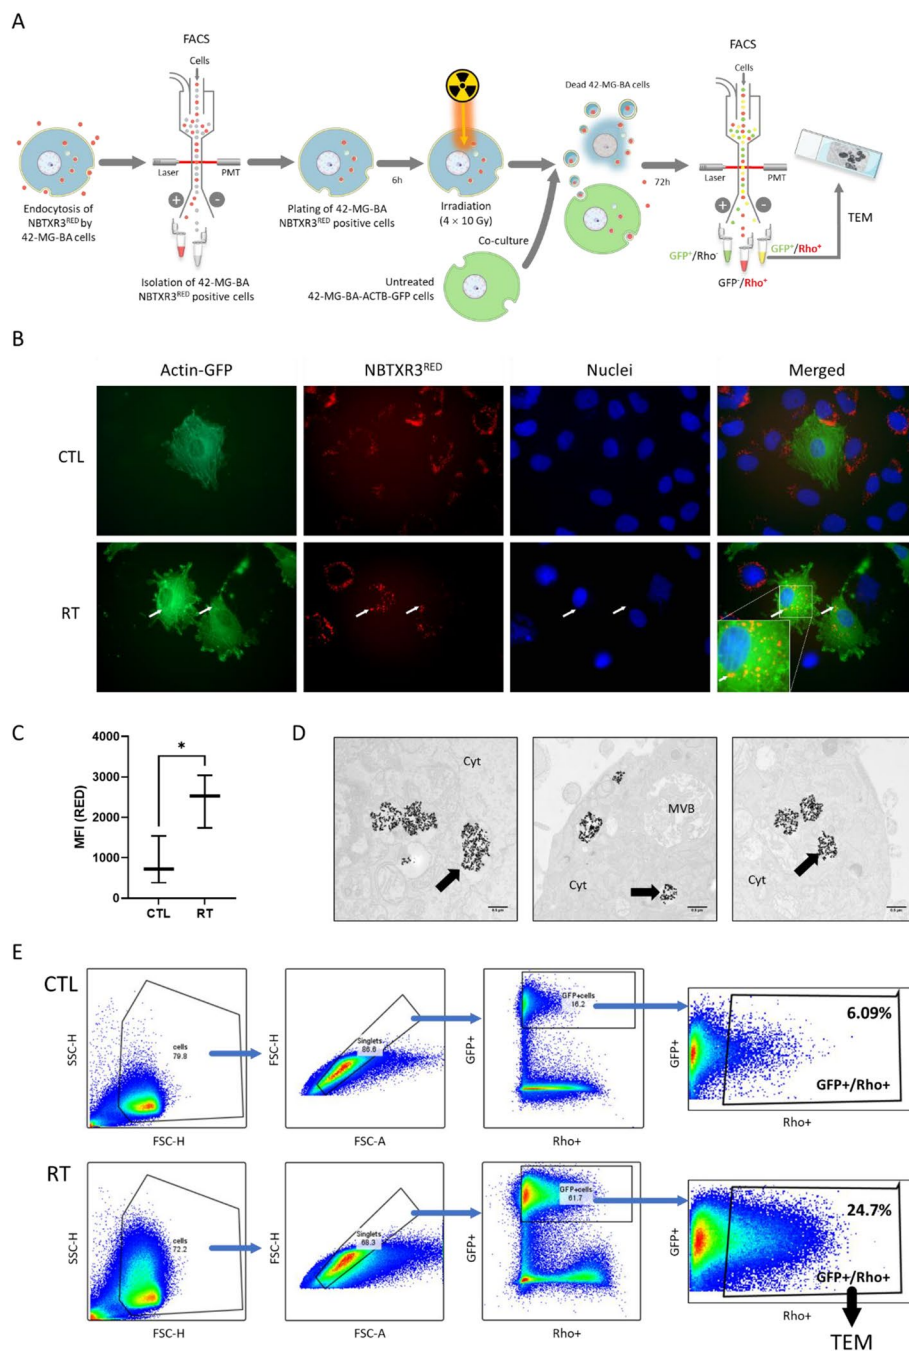 A
FACS
Cells
Laser
PMT
Endocytosis of
NBTXR3RED by
42-MG-BA cells
Isolation of 42-MG-BA
NBTXR3RED positive cells
Plating of 42-MG-BA
NBTXR3RED positive cells
6h
Irradiation
(4 × 10 Gy)
Co-culture
Untreated
42-MG-BA-ACTB-GFP cells
Dead 42-MG-BA cells
72h
FACS
Cells
Laser
PMT
GFP+/Rho-
GFP+/Rho+
GFP-/Rho+
TEM
B
Actin-GFP
NBTXR3RED
Nuclei
Merged
CTL
RT
C
MFI (RED)
4000
3000
2000
1000
0
*
CTL
RT
D
Cyt
Cyt
MVB
Cyt
E
CTL
SSC-H
cells
79.8
FSC-H
FSC-H
Singlets
86.6
FSC-A
GFP+
GFP+cells
16.2
Rho+
GFP+
6.09%
GFP+/Rho+
Rho+
RT
SSC-H
cells
72.2
FSC-H
FSC-H
Singlets
68.3
FSC-A
GFP+
GFP+cells
61.7
Rho+
GFP+
24.7%
GFP+/Rho+
Rho+
TEM